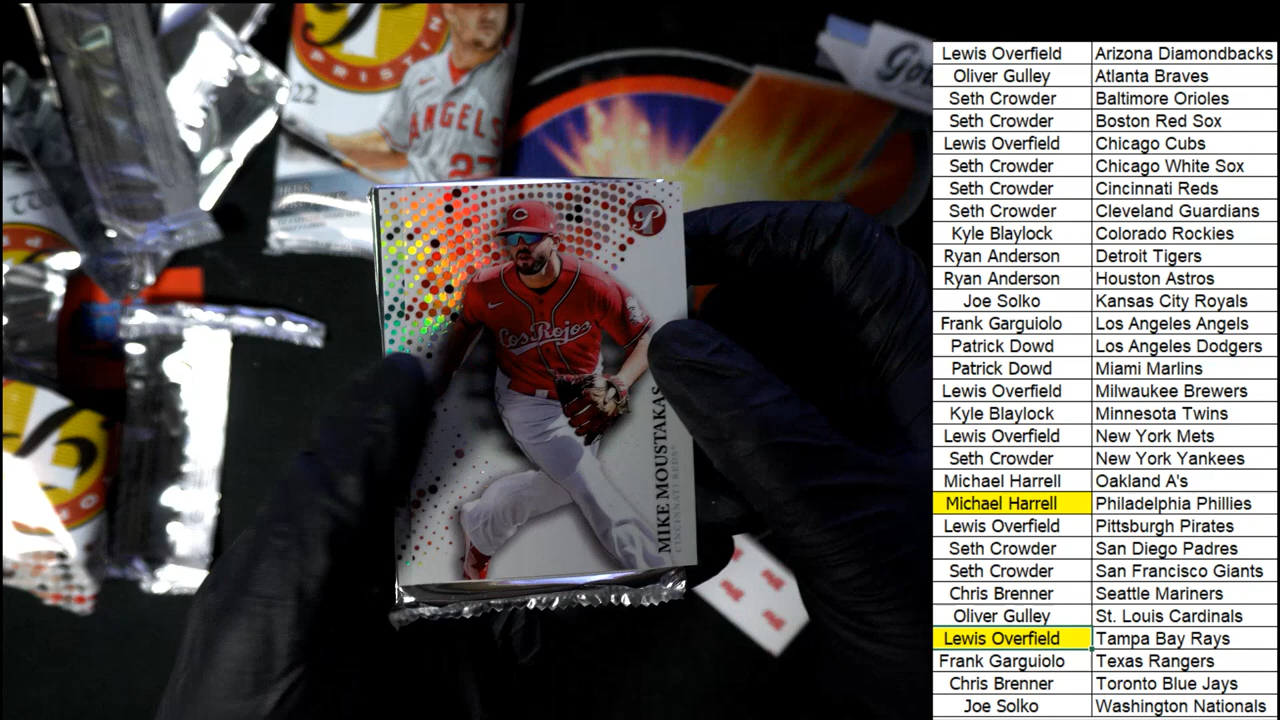 PRISTIN
22
ANGELS
27
Got
22
C
P
Los Rojos
MIKE MOUSTAKAS
CINCINNATI REDS
Lewis Overfield Arizona Diamondbacks
Oliver Gulley Atlanta Braves
Seth Crowder Baltimore Orioles
Seth Crowder Boston Red Sox
Lewis Overfield Chicago Cubs
Seth Crowder Chicago White Sox
Seth Crowder Cincinnati Reds
Seth Crowder Cleveland Guardians
Kyle Blaylock Colorado Rockies
Ryan Anderson Detroit Tigers
Ryan Anderson Houston Astros
Joe Solko Kansas City Royals
Frank Garguiolo Los Angeles Angels
Patrick Dowd Los Angeles Dodgers
Patrick Dowd Miami Marlins
Lewis Overfield Milwaukee Brewers
Kyle Blaylock Minnesota Twins
Lewis Overfield New York Mets
Seth Crowder New York Yankees
Michael Harrell Oakland A's
Michael Harrell Philadelphia Phillies
Lewis Overfield Pittsburgh Pirates
Seth Crowder San Diego Padres
Seth Crowder San Francisco Giants
Chris Brenner Seattle Mariners
Oliver Gulley St. Louis Cardinals
Lewis Overfield Tampa Bay Rays
Frank Garguiolo Texas Rangers
Chris Brenner Toronto Blue Jays
Joe Solko Washington Nationals